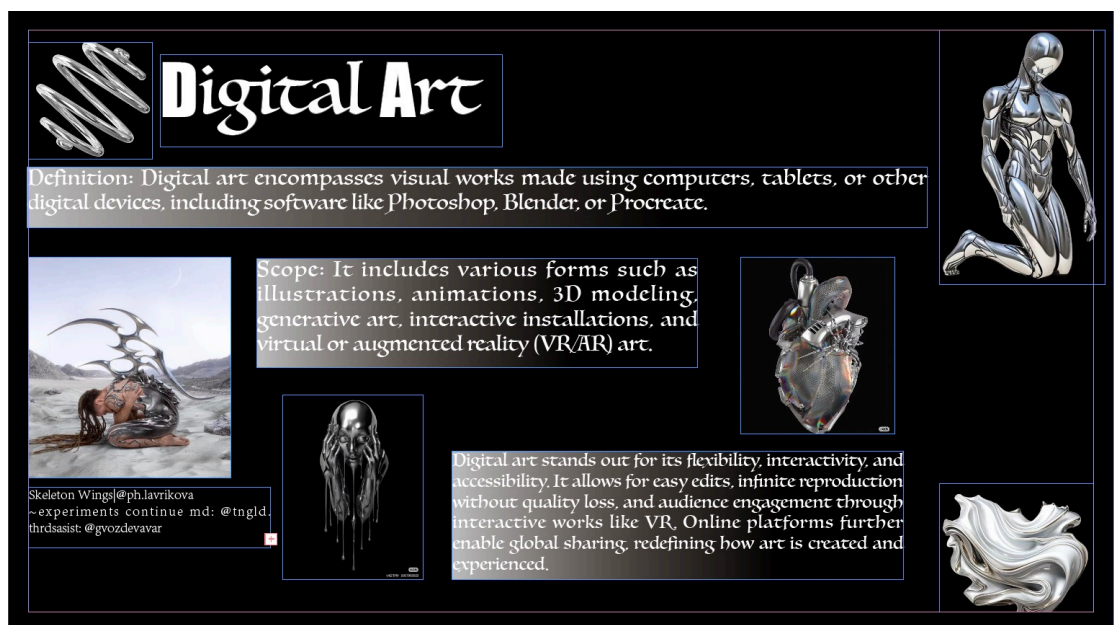 Digital Art
Definition: Digital art encompasses visual works made using computers, tablets, or other
digital devices, including software like Photoshop, Blender, or Procreate.
Scope: It includes various forms such as
illustrations, animations, 3D modeling,
generative art, interactive installations, and
virtual or augmented reality (VR/AR) art.
Digital art stands out for its flexibility, interactivity, and
accessibility. It allows for easy edits, infinite reproduction
without quality loss, and audience engagement through
interactive works like VR. Online platforms further
enable global sharing, redefining how art is created and
experienced.
Skeleton Wings|@ph.lavrikova
~experiments continue md: @tngld.
thrdsasist: @gvozdevavar